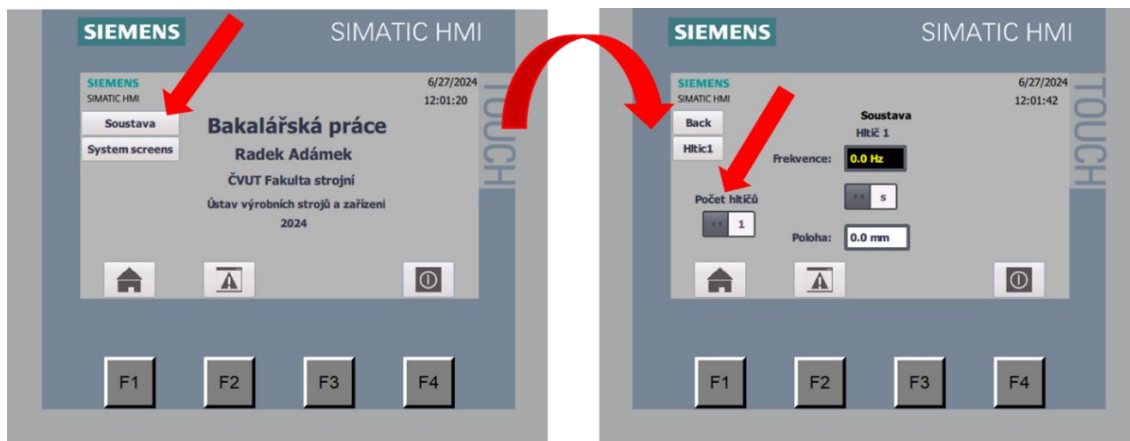 SIEMENS
SIMATIC HMI
TOUCH
SIEMENS
SIMATIC HMI
6/27/2024
12:01:20
Soustava
System screens
Bakalářská práce
Radek Adámek
ČVUT Fakulta strojní
Ústav výrobních strojů a zařízení
2024
F1
F2
F3
F4
SIEMENS
SIMATIC HMI
TOUCH
SIEMENS
SIMATIC HMI
6/27/2024
12:01:42
Back
Hltic1
Soustava
Hltič 1
Frekvence:
0.0 Hz
s
Počet hltičů
1
Poloha:
0.0 mm
F1
F2
F3
F4